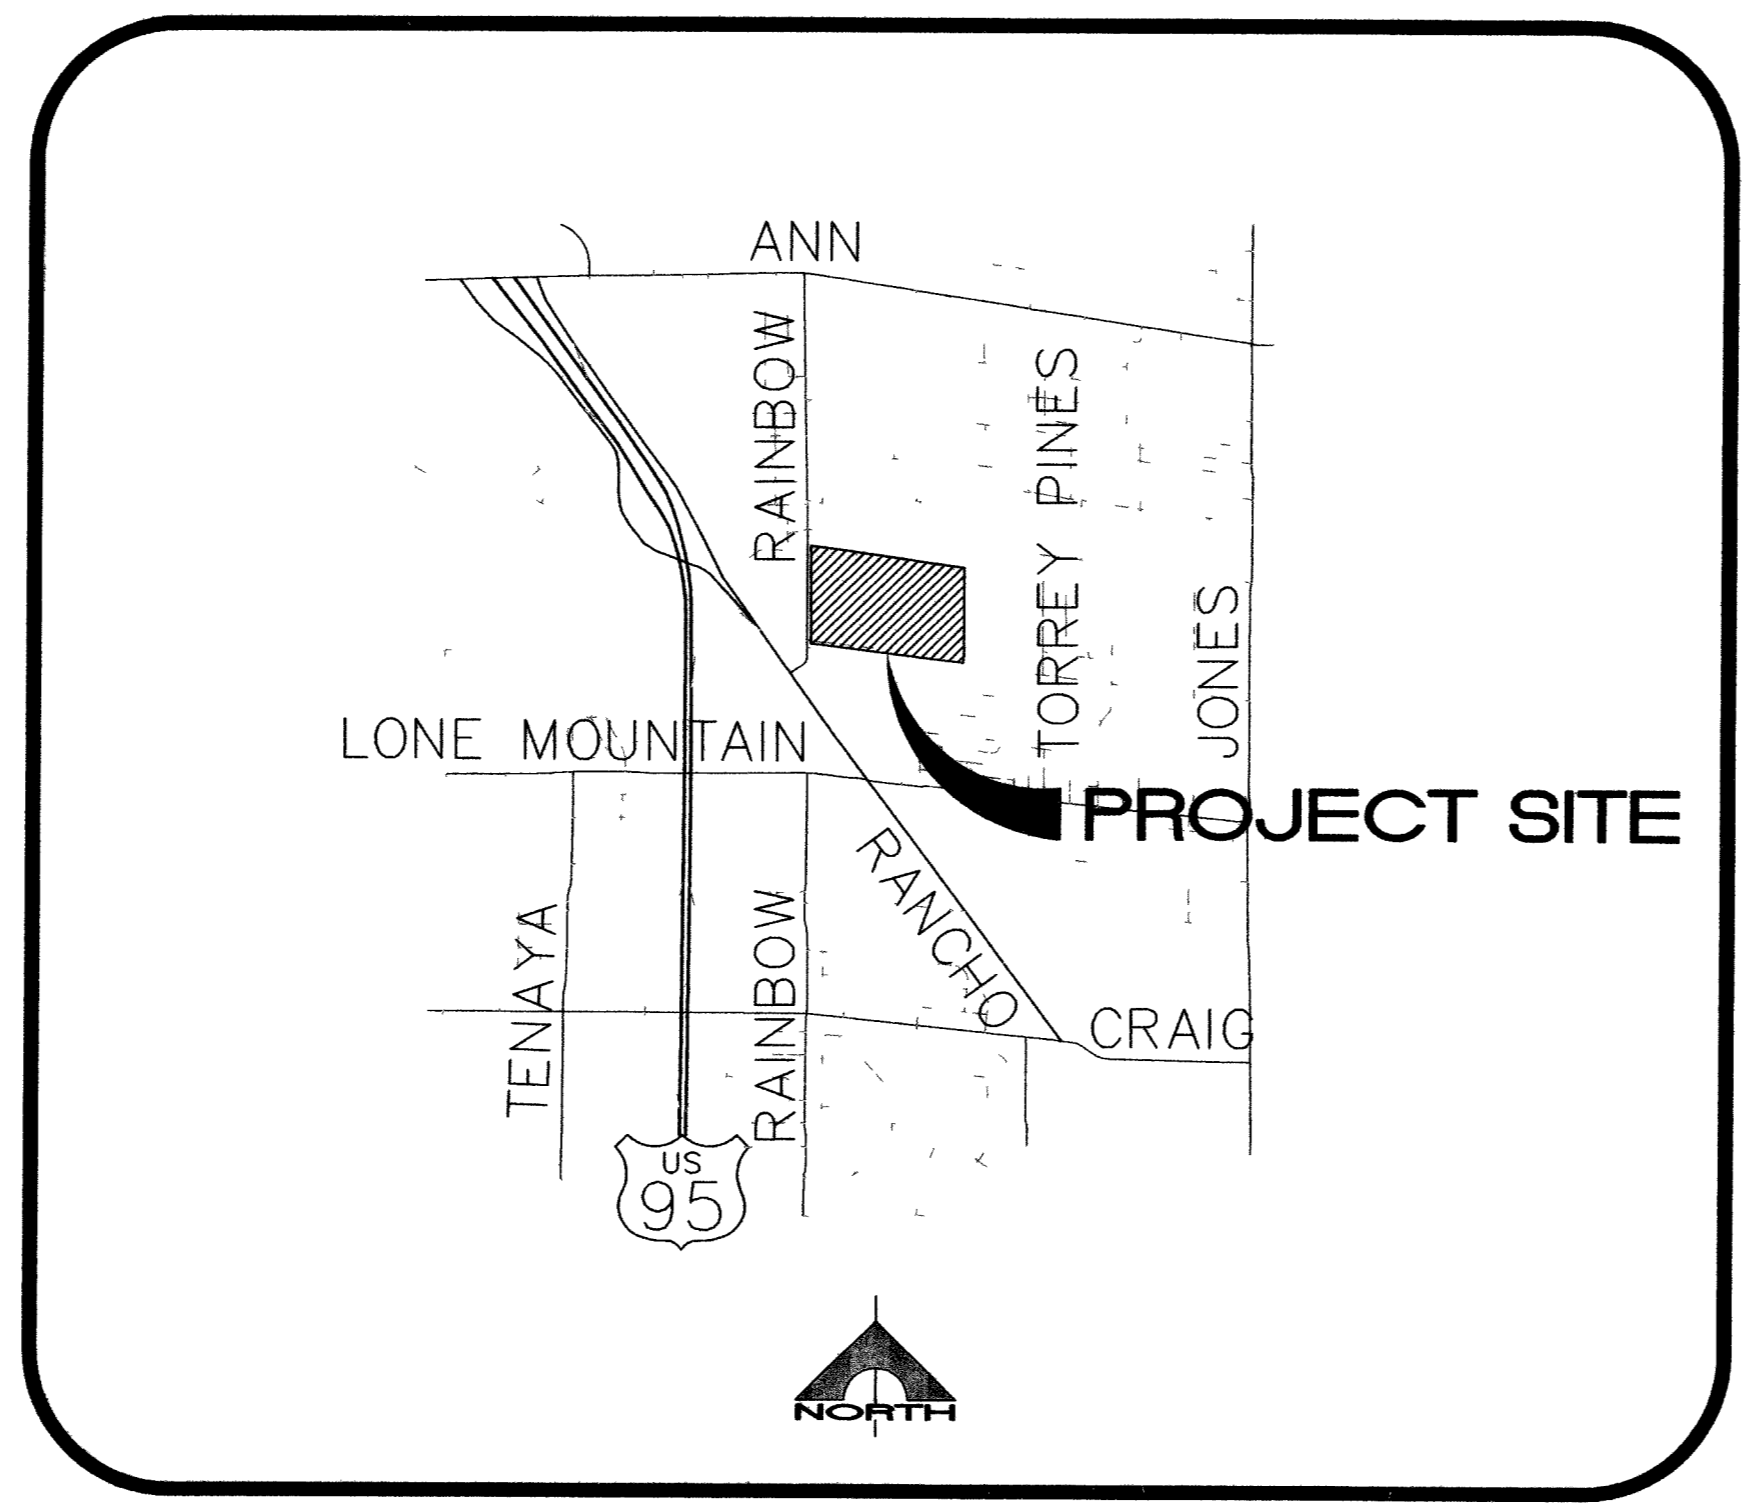 ANN
RAINBOW
TORREY PINES
JONES
LONE MOUNTAIN
PROJECT SITE
RANCHO
TENAYA
RAINBOW
CRAIG
US
95
NORTH